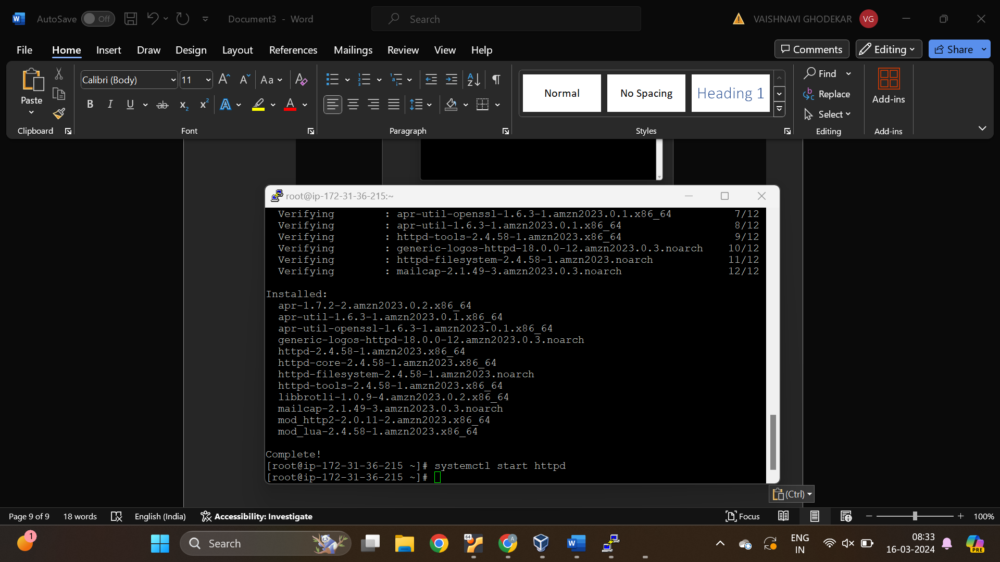 AutoSave Off Document3 - Word Search VAISHNAVI GHODEKAR VG
File Home Insert Draw Design Layout References Mailings Review View Help Comments Editing Share
Paste
Clipboard
Calibri (Body) 11 Aa
B I U ab x₂ x² A A
Font
Paragraph
Normal No Spacing Heading 1
Styles
Find
Replace
Select
Editing
Add-ins
Add-ins
root@ip-172-31-36-215:~
Verifying : apr-util-openssl-1.6.3-1.amzn2023.0.1.x86_64 7/12
Verifying : apr-util-1.6.3-1.amzn2023.0.1.x86_64 8/12
Verifying : httpd-tools-2.4.58-1.amzn2023.x86_64 9/12
Verifying : generic-logos-httpd-18.0.0-12.amzn2023.0.3.noarch 10/12
Verifying : httpd-filesystem-2.4.58-1.amzn2023.noarch 11/12
Verifying : mailcap-2.1.49-3.amzn2023.0.3.noarch 12/12
Installed:
apr-1.7.2-2.amzn2023.0.2.x86_64
apr-util-1.6.3-1.amzn2023.0.1.x86_64
apr-util-openssl-1.6.3-1.amzn2023.0.1.x86_64
generic-logos-httpd-18.0.0-12.amzn2023.0.3.noarch
httpd-2.4.58-1.amzn2023.x86_64
httpd-core-2.4.58-1.amzn2023.x86_64
httpd-filesystem-2.4.58-1.amzn2023.noarch
httpd-tools-2.4.58-1.amzn2023.x86_64
libbrotli-1.0.9-4.amzn2023.0.2.x86_64
mailcap-2.1.49-3.amzn2023.0.3.noarch
mod_http2-2.0.11-2.amzn2023.x86_64
mod_lua-2.4.58-1.amzn2023.x86_64
Complete!
[root@ip-172-31-36-215 ~]# systemctl start httpd
[root@ip-172-31-36-215 ~]#
(Ctrl)
Page 9 of 9 18 words English (India) Accessibility: Investigate Focus 100%
1 Search 64 A W ENG 08:33
IN 16-03-2024 PRE